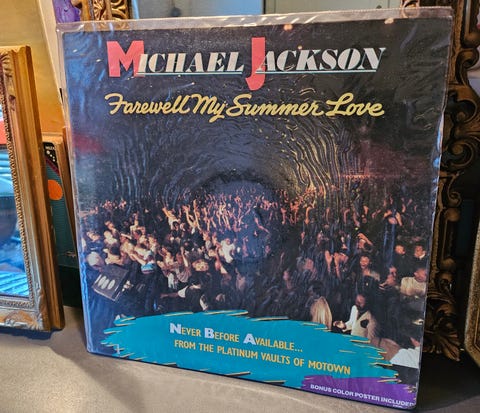 MICHAEL JACKSON
Farewell My Summer Love
NEVER BEFORE AVAILABLE...
FROM THE PLATINUM VAULTS OF MOTOWN
BONUS COLOR POSTER INCLUDED